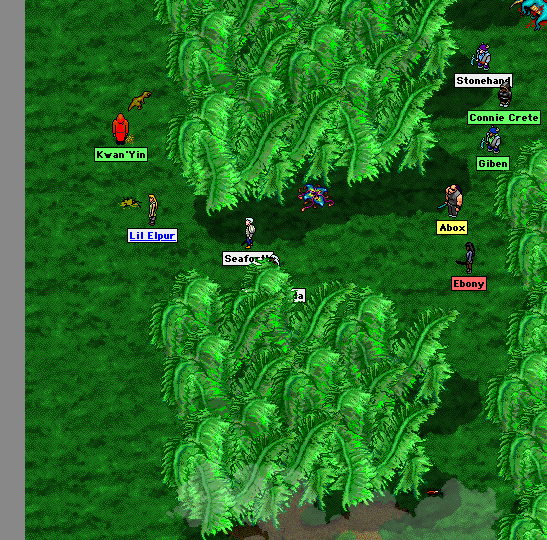 Stonehand
Connie Crete
Kwan'Yin
Giben
Abox
Lil Elpur
Ebony